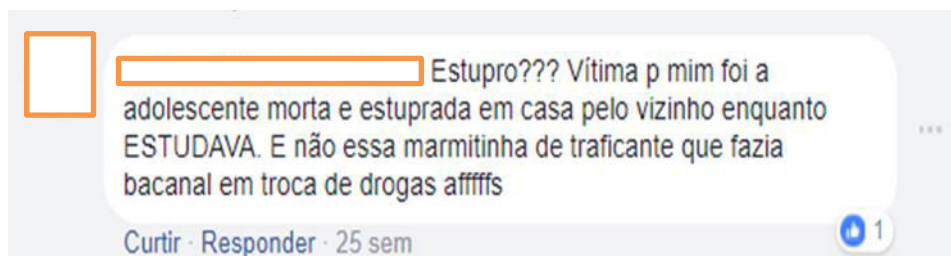 Estupro??? Vítima p mim foi a
adolescente morta e estuprada em casa pelo vizinho enquanto
ESTUDAVA. E não essa marmitinha de traficante que fazia
bacanal em troca de drogas afffffs
Curtir · Responder · 25 sem
1